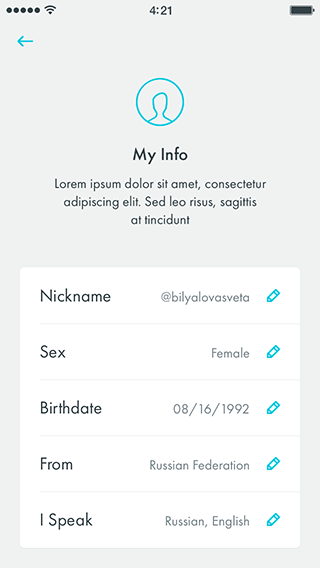 4:21
My Info
Lorem ipsum dolor sit amet, consectetur
adipiscing elit. Sed leo risus, sagittis
at tincidunt
Nickname @bilyalovasveta
Sex Female
Birthdate 08/16/1992
From Russian Federation
I Speak Russian, English